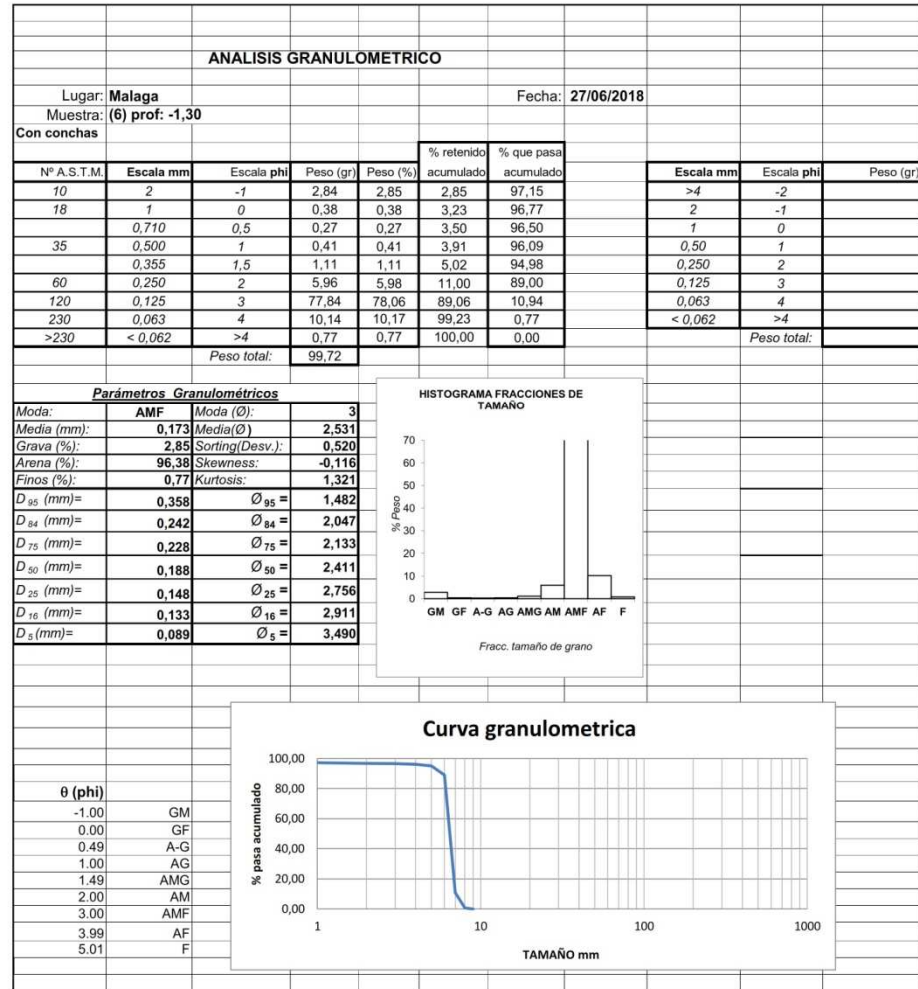 ANALISIS GRANULOMETRICO
Lugar: Malaga Fecha: 27/06/2018
Muestra: (6) prof: -1,30
Con conchas
% retenido % que pasa
Nº A.S.T.M. Escala mm Escala phi Peso (gr) Peso (%) acumulado acumulado Escala mm Escala phi Peso (gr)
10 2 -1 2,84 2,85 2,85 97,15 >4 -2
18 1 0 0,38 0,38 3,23 96,77 2 -1
0,710 0,5 0,27 0,27 3,50 96,50 1 0
35 0,500 1 0,41 0,41 3,91 96,09 0,50 1
0,355 1,5 1,11 1,11 5,02 94,98 0,250 2
60 0,250 2 5,96 5,98 11,00 89,00 0,125 3
120 0,125 3 77,84 78,06 89,06 10,94 0,063 4
230 0,063 4 10,14 10,17 99,23 0,77 < 0,062 >4
>230 < 0,062 >4 0,77 0,77 100,00 0,00 Peso total:
Peso total: 99,72
Parámetros Granulométricos
Moda: AMF Moda (Ø): 3
Media (mm): 0,173 Media(Ø) 2,531
Grava (%): 2,85 Sorting(Desv.): 0,520
Arena (%): 96,38 Skewness: -0,116
Finos (%): 0,77 Kurtosis: 1,321
D 95 (mm)= 0,358 Ø 95 = 1,482
D 84 (mm)= 0,242 Ø 84 = 2,047
D 75 (mm)= 0,228 Ø 75 = 2,133
D 50 (mm)= 0,188 Ø 50 = 2,411
D 25 (mm)= 0,148 Ø 25 = 2,756
D 16 (mm)= 0,133 Ø 16 = 2,911
D 5 (mm)= 0,089 Ø 5 = 3,490
HISTOGRAMA FRACCIONES DE
TAMAÑO
% Peso
70
60
50
40
30
20
10
0
GM GF A-G AG AMG AM AMF AF F
Fracc. tamaño de grano
Curva granulometrica
% pasa acumulado
100,00
80,00
60,00
40,00
20,00
0,00
1 10 100 1000
TAMAÑO mm
θ (phi)
-1.00 GM
0.00 GF
0.49 A-G
1.00 AG
1.49 AMG
2.00 AM
3.00 AMF
3.99 AF
5.01 F